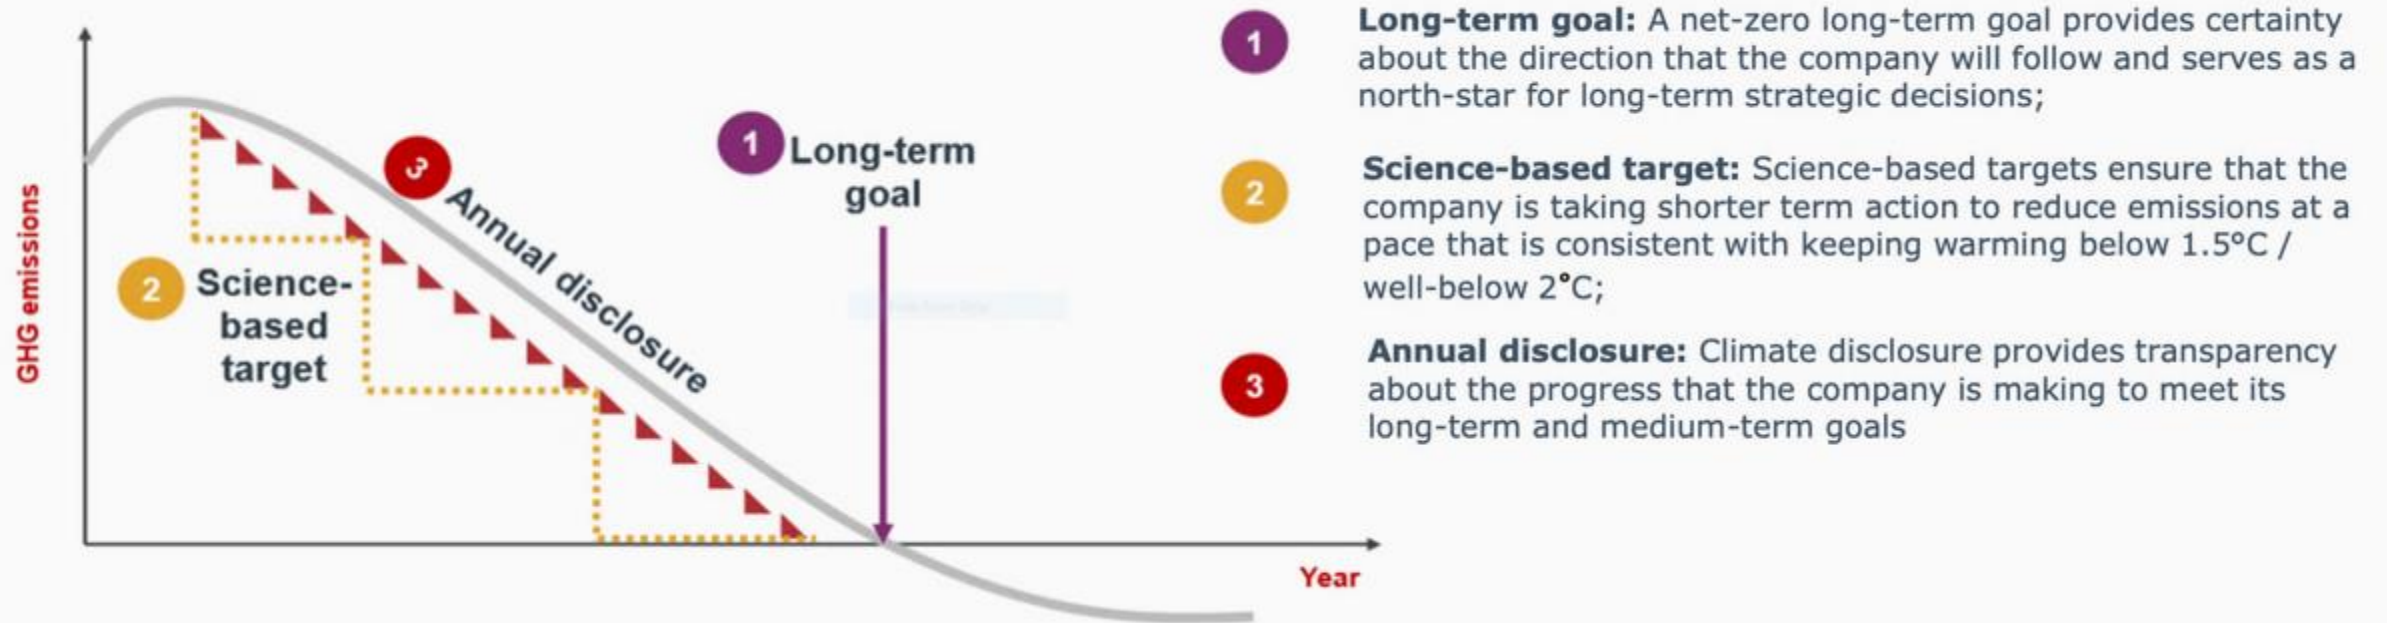 GHG emissions
3
Annual disclosure
1
Long-term
goal
2
Science-
based
target
Year
1
Long-term goal: A net-zero long-term goal provides certainty
about the direction that the company will follow and serves as a
north-star for long-term strategic decisions;
2
Science-based target: Science-based targets ensure that the
company is taking shorter term action to reduce emissions at a
pace that is consistent with keeping warming below 1.5°C /
well-below 2°C;
3
Annual disclosure: Climate disclosure provides transparency
about the progress that the company is making to meet its
long-term and medium-term goals